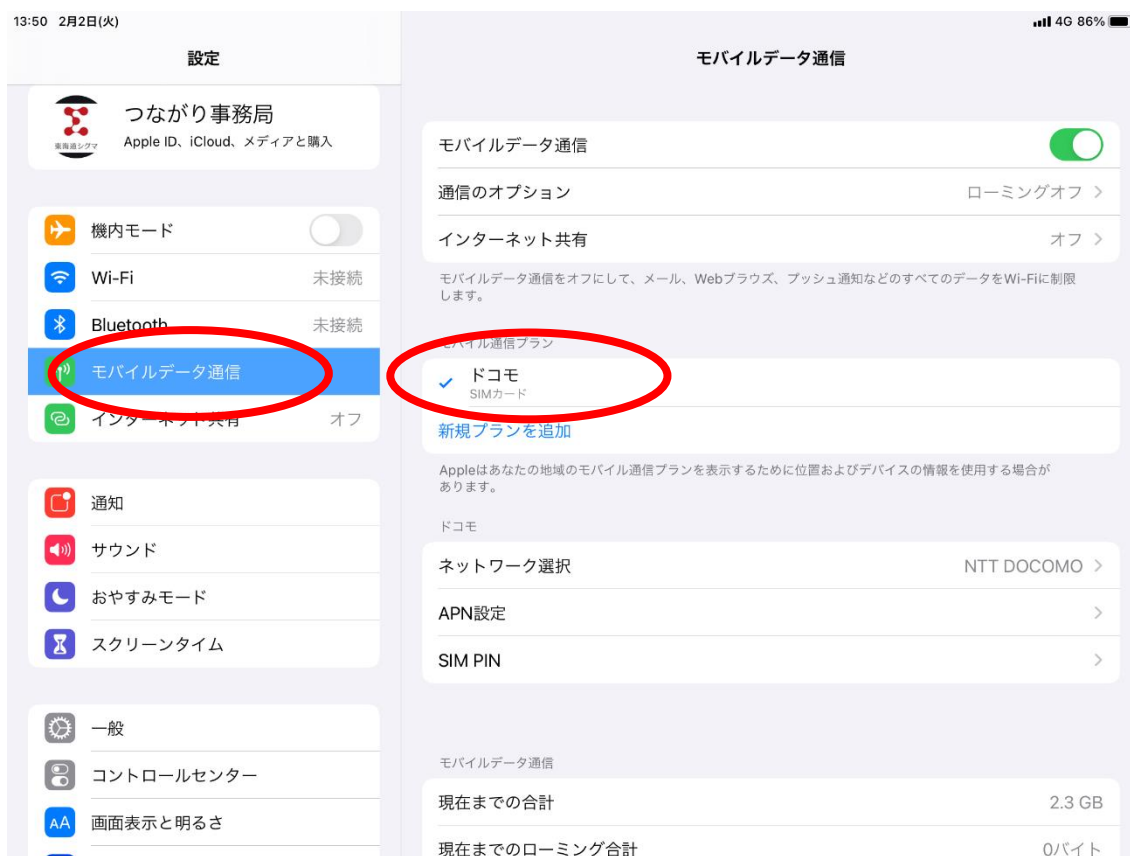 13:50 2月2日(火)
4G 86%
設定
つながり事務局
Apple ID、iCloud、メディアと購入
東海道シグマ
機内モード
Wi-Fi 未接続
Bluetooth 未接続
モバイルデータ通信
インターネット共有 オフ
通知
サウンド
おやすみモード
スクリーンタイム
一般
コントロールセンター
AA 画面表示と明るさ
モバイルデータ通信
モバイルデータ通信
通信のオプション ローミングオフ
インターネット共有 オフ
モバイルデータ通信をオフにして、メール、Webブラウズ、プッシュ通知などのすべてのデータをWi-Fiに制限
します。
モバイル通信プラン
ドコモ
SIMカード
新規プランを追加
Appleはあなたの地域のモバイル通信プランを表示するために位置およびデバイスの情報を使用する場合が
あります。
ドコモ
ネットワーク選択 NTT DOCOMO
APN設定
SIM PIN
モバイルデータ通信
現在までの合計 2.3 GB
現在までのローミング合計 0バイト